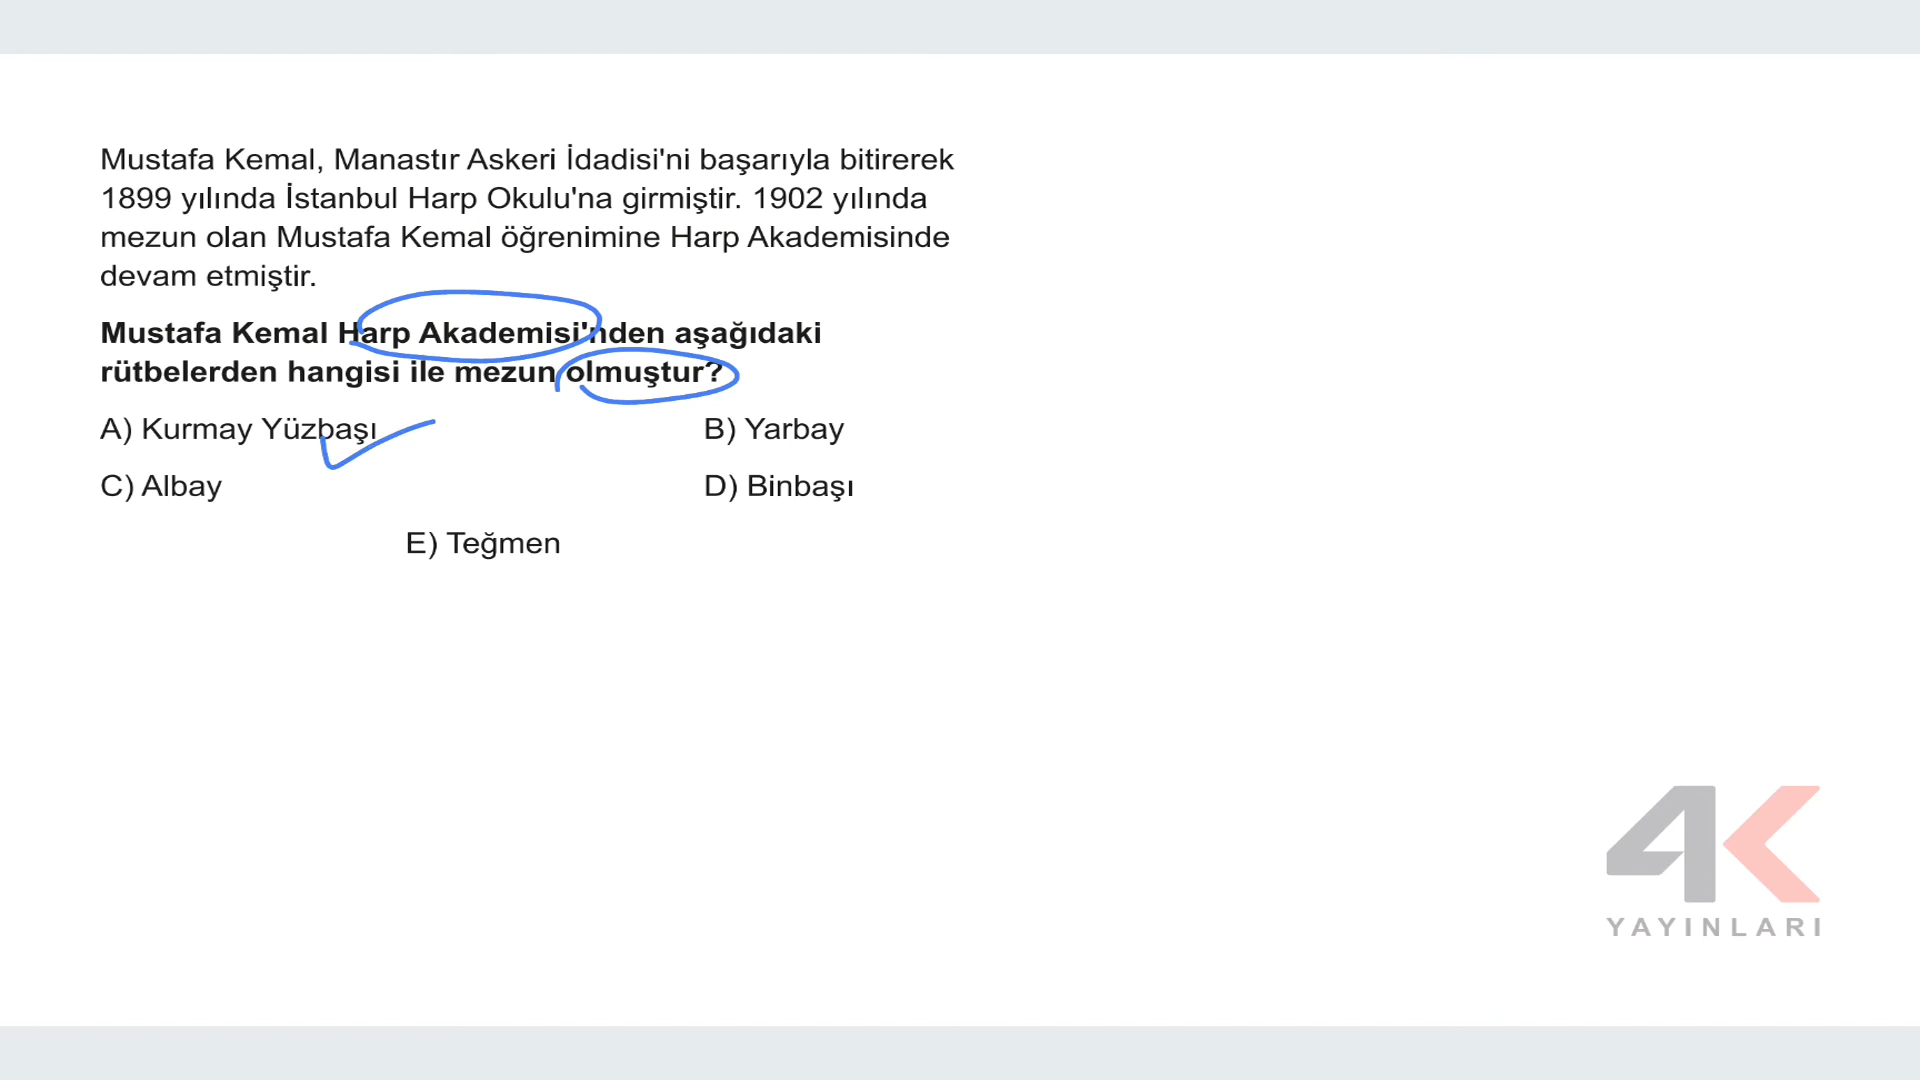 Mustafa Kemal, Manastır Askeri İdadisi'ni başarıyla bitirerek
1899 yılında İstanbul Harp Okulu'na girmiştir. 1902 yılında
mezun olan Mustafa Kemal öğrenimine Harp Akademisinde
devam etmiştir.
Mustafa Kemal Harp Akademisi'nden aşağıdaki
rütbelerden hangisi ile mezun olmuştur?
A) Kurmay Yüzbaşı B) Yarbay
C) Albay D) Binbaşı
E) Teğmen
4K
YAYINLARI